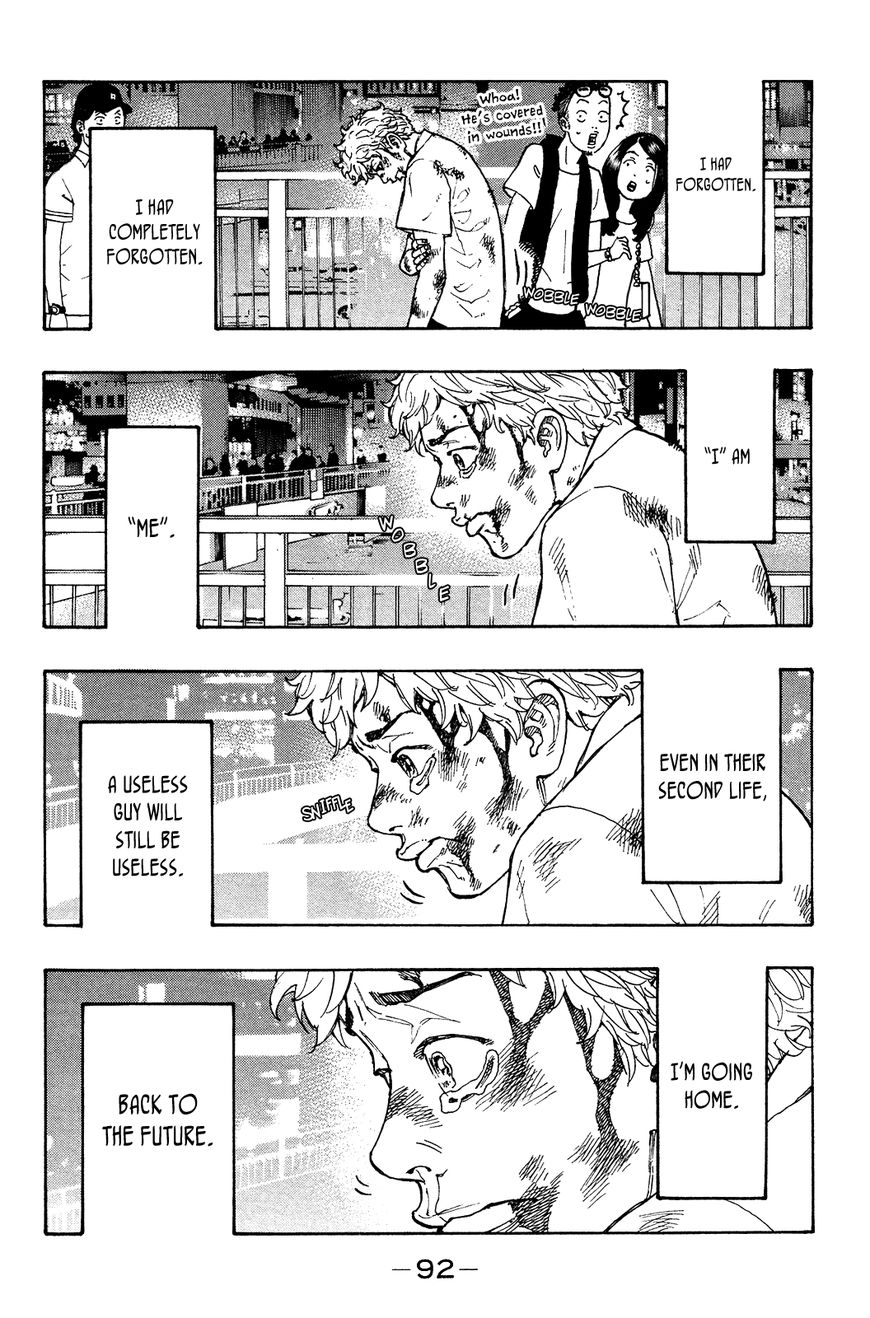 I HAD
FORGOTTEN.
Whoa!
He's covered
in wounds!!
WOBBLE
WOBBLE
I HAD
COMPLETELY
FORGOTTEN.
"I" AM
WOBBLE
"ME".
EVEN IN THEIR
SECOND LIFE,
SNIFFLE
A USELESS
GUY WILL
STILL BE
USELESS.
I'M GOING
HOME.
BACK TO
THE FUTURE.
—92—